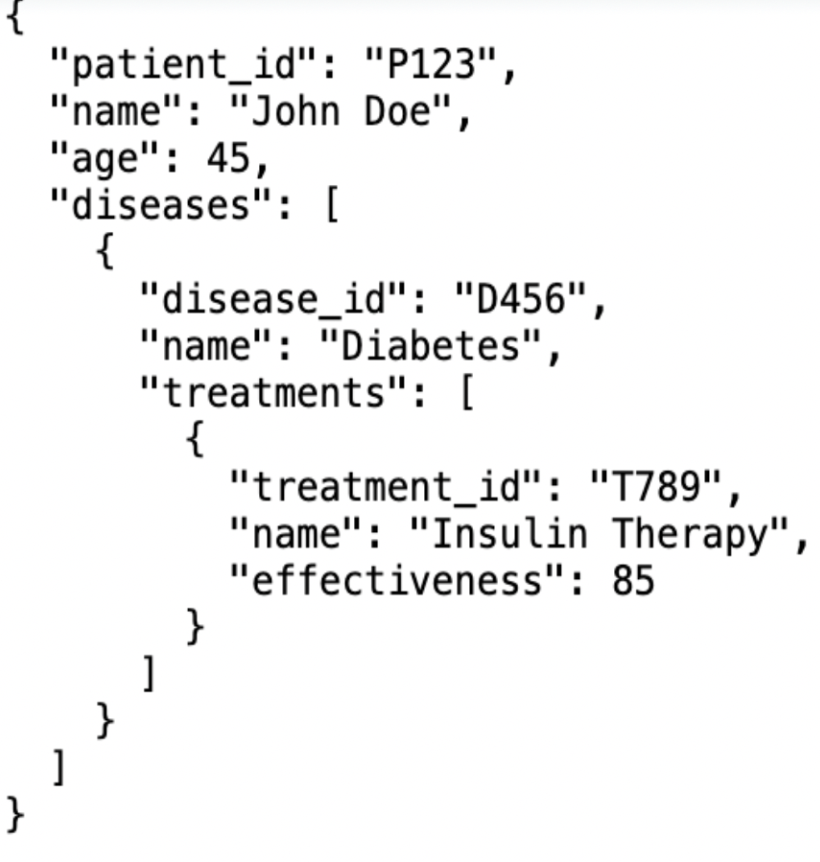 {
  "patient_id": "P123",
  "name": "John Doe",
  "age": 45,
  "diseases": [
    {
      "disease_id": "D456",
      "name": "Diabetes",
      "treatments": [
        {
          "treatment_id": "T789",
          "name": "Insulin Therapy",
          "effectiveness": 85
        }
      ]
    }
  ]
}